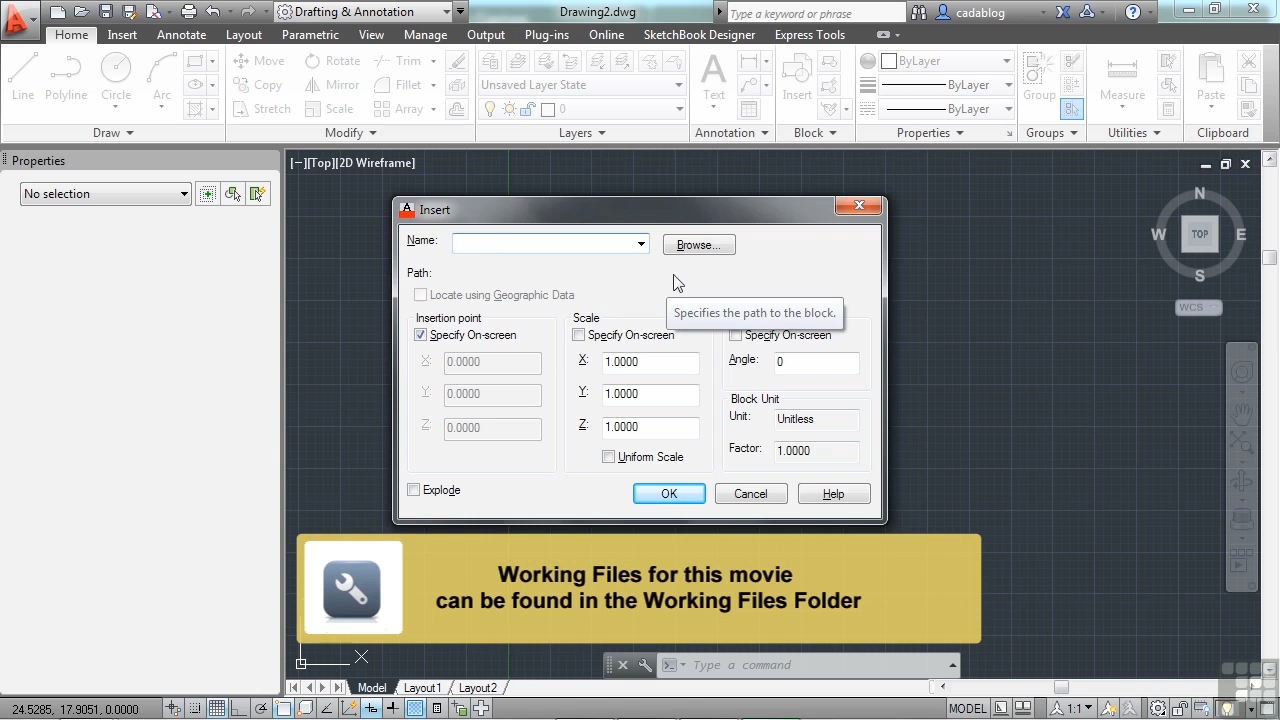 Drafting & Annotation
Drawing2.dwg
Type a keyword or phrase
cadablog
Home Insert Annotate Layout Parametric View Manage Output Plug-ins Online SketchBook Designer Express Tools
Line Polyline Circle Arc
Draw
Move Rotate Trim
Copy Mirror Fillet
Stretch Scale Array
Modify
Unsaved Layer State
0
Layers
Text
Annotation
Insert
Block
ByLayer
ByLayer
ByLayer
Properties
Group
Groups
Measure
Utilities
Paste
Clipboard
Properties
No selection
[−][Top][2D Wireframe]
N
W TOP E
S
WCS
Insert
Name:
Browse...
Path:
Locate using Geographic Data
Specifies the path to the block.
Insertion point
Specify On-screen
X: 0.0000
Y: 0.0000
Z: 0.0000
Scale
Specify On-screen
X: 1.0000
Y: 1.0000
Z: 1.0000
Uniform Scale
Specify On-screen
Angle: 0
Block Unit
Unit: Unitless
Factor: 1.0000
Explode
OK Cancel Help
Working Files for this movie
can be found in the Working Files Folder
X
Type a command
Model Layout1 Layout2
24.5285, 17.9051, 0.0000
MODEL
1:1